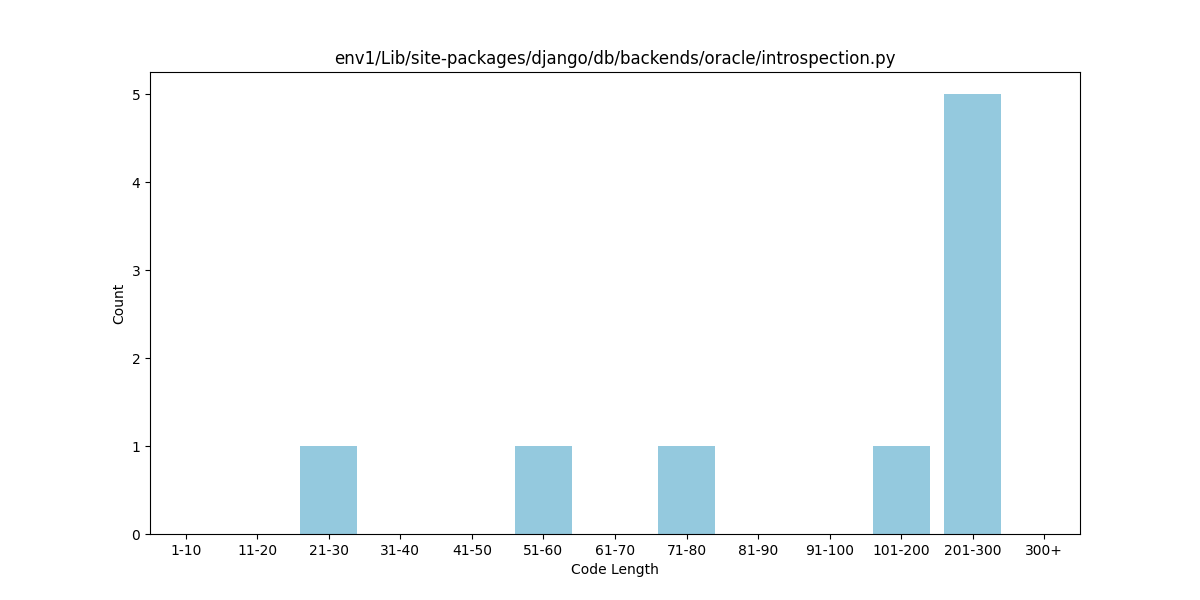 env1/Lib/site-packages/django/db/backends/oracle/introspection.py
5
4
3
2
1
0
Count
1-10 11-20 21-30 31-40 41-50 51-60 61-70 71-80 81-90 91-100 101-200 201-300 300+
Code Length